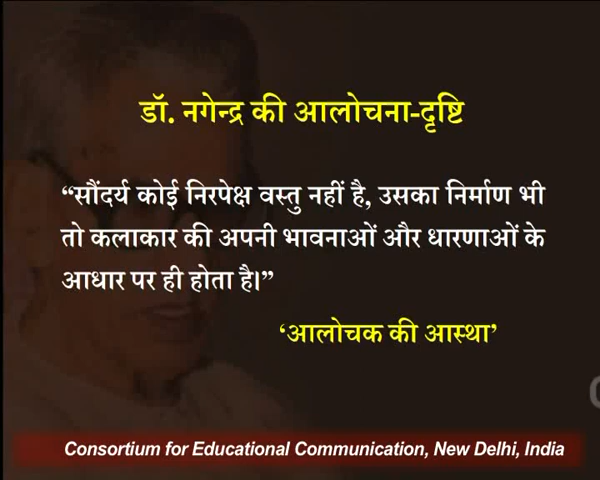 डॉ. नगेन्द्र की आलोचना-दृष्टि
“सौंदर्य कोई निरपेक्ष वस्तु नहीं है, उसका निर्माण भी
तो कलाकार की अपनी भावनाओं और धारणाओं के
आधार पर ही होता है।”
‘आलोचक की आस्था’
Consortium for Educational Communication, New Delhi, India